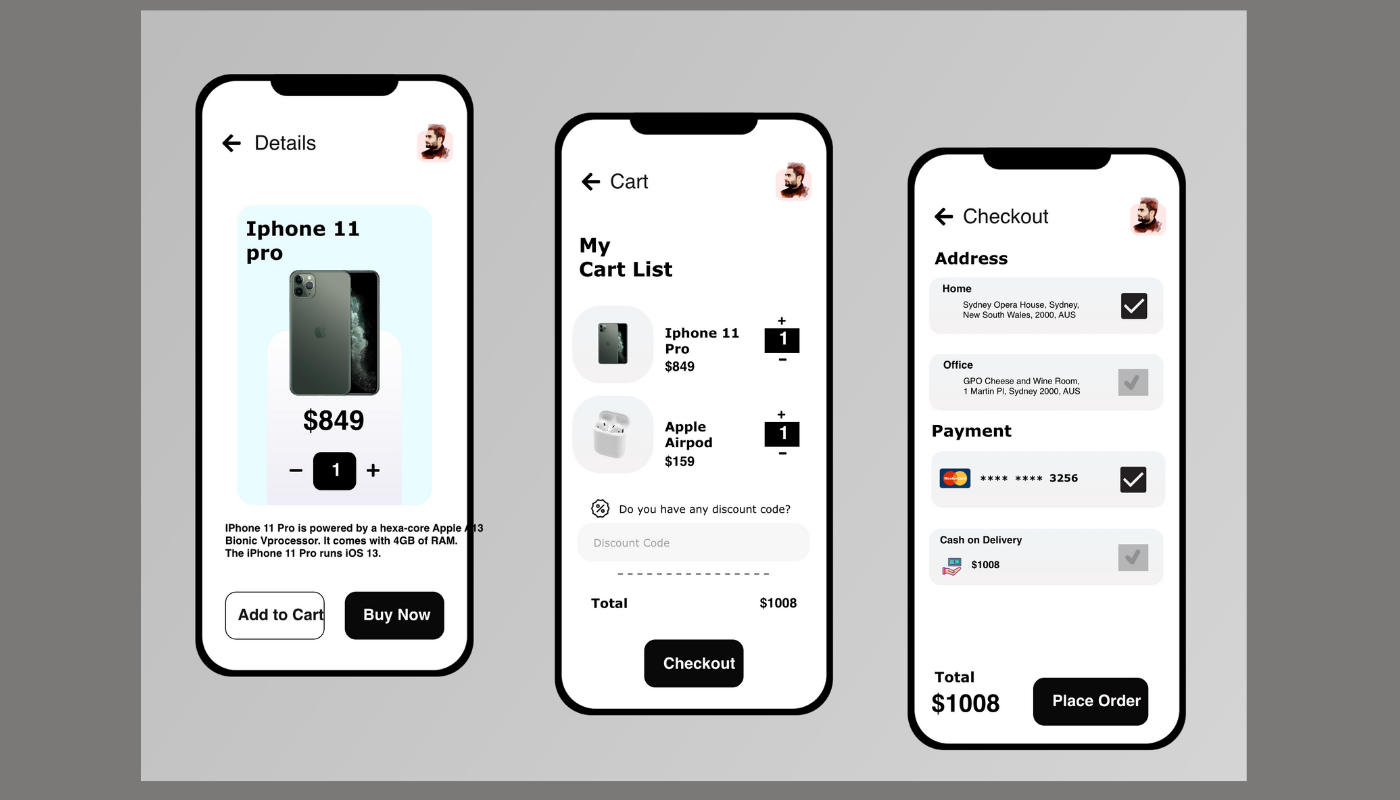 Details
Iphone 11
pro
$849
− 1 +
IPhone 11 Pro is powered by a hexa-core Apple A13
Bionic Vprocessor. It comes with 4GB of RAM.
The iPhone 11 Pro runs iOS 13.
Add to Cart
Buy Now
Cart
My
Cart List
Iphone 11
Pro
$849
+
1
−
Apple
Airpod
$159
+
1
−
% Do you have any discount code?
Discount Code
Total $1008
Checkout
Checkout
Address
Home
Sydney Opera House, Sydney,
New South Wales, 2000, AUS
Office
GPO Cheese and Wine Room,
1 Martin Pl, Sydney 2000, AUS
Payment
MasterCard **** **** 3256
Cash on Delivery
$1008
Total
$1008
Place Order